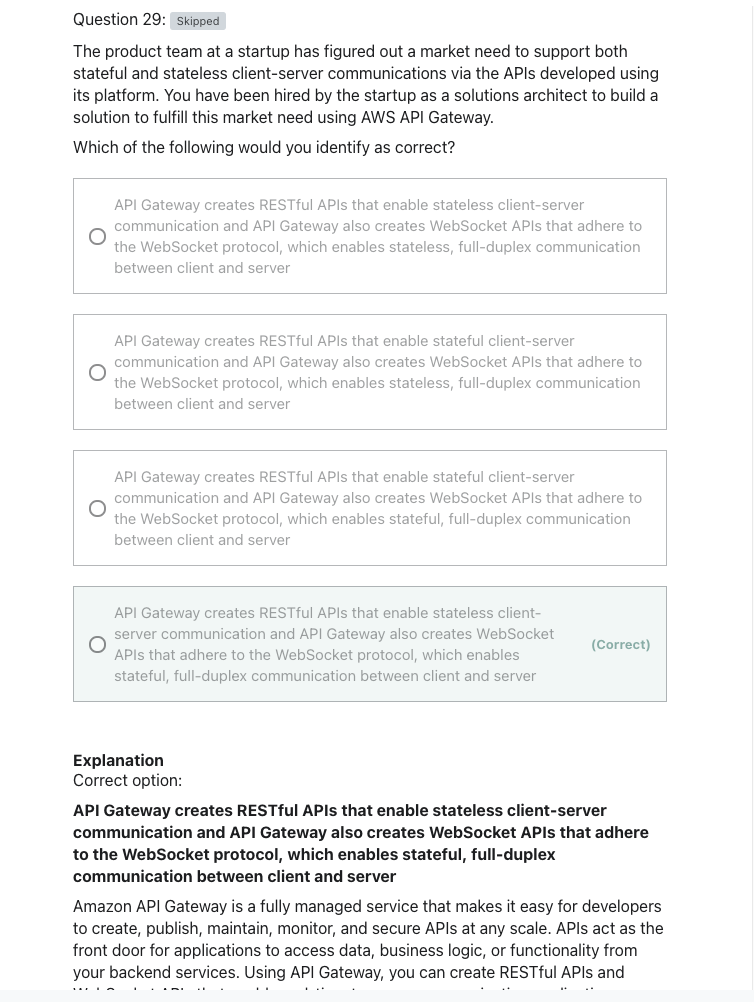 Question 29: Skipped
The product team at a startup has figured out a market need to support both
stateful and stateless client-server communications via the APIs developed using
its platform. You have been hired by the startup as a solutions architect to build a
solution to fulfill this market need using AWS API Gateway.
Which of the following would you identify as correct?
API Gateway creates RESTful APIs that enable stateless client-server
communication and API Gateway also creates WebSocket APIs that adhere to
the WebSocket protocol, which enables stateless, full-duplex communication
between client and server
API Gateway creates RESTful APIs that enable stateful client-server
communication and API Gateway also creates WebSocket APIs that adhere to
the WebSocket protocol, which enables stateless, full-duplex communication
between client and server
API Gateway creates RESTful APIs that enable stateful client-server
communication and API Gateway also creates WebSocket APIs that adhere to
the WebSocket protocol, which enables stateful, full-duplex communication
between client and server
API Gateway creates RESTful APIs that enable stateless client-
server communication and API Gateway also creates WebSocket
APIs that adhere to the WebSocket protocol, which enables
stateful, full-duplex communication between client and server
(Correct)
Explanation
Correct option:
API Gateway creates RESTful APIs that enable stateless client-server
communication and API Gateway also creates WebSocket APIs that adhere
to the WebSocket protocol, which enables stateful, full-duplex
communication between client and server
Amazon API Gateway is a fully managed service that makes it easy for developers
to create, publish, maintain, monitor, and secure APIs at any scale. APIs act as the
front door for applications to access data, business logic, or functionality from
your backend services. Using API Gateway, you can create RESTful APIs and